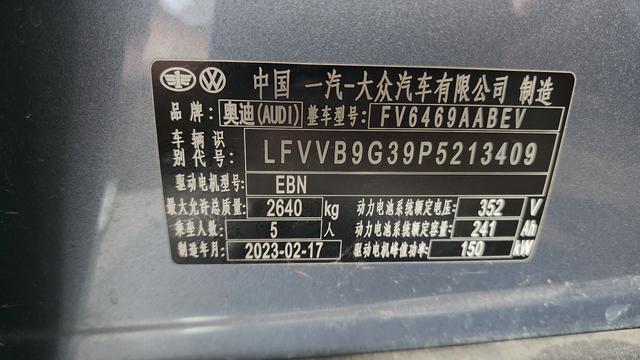 中国 一汽-大众汽车有限公司 制造
品牌: 奥迪(AUDI) 整车型号: FV6469AABEV
车辆识别代号: LFVVB9G39P5213409
驱动电机型号: EBN
最大允许总质量: 2640 kg 动力电池系统额定电压: 352 V
乘坐人数: 5 人 动力电池系统额定容量: 241 Ah
制造年月: 2023-02-17 驱动电机峰值功率: 150 kW